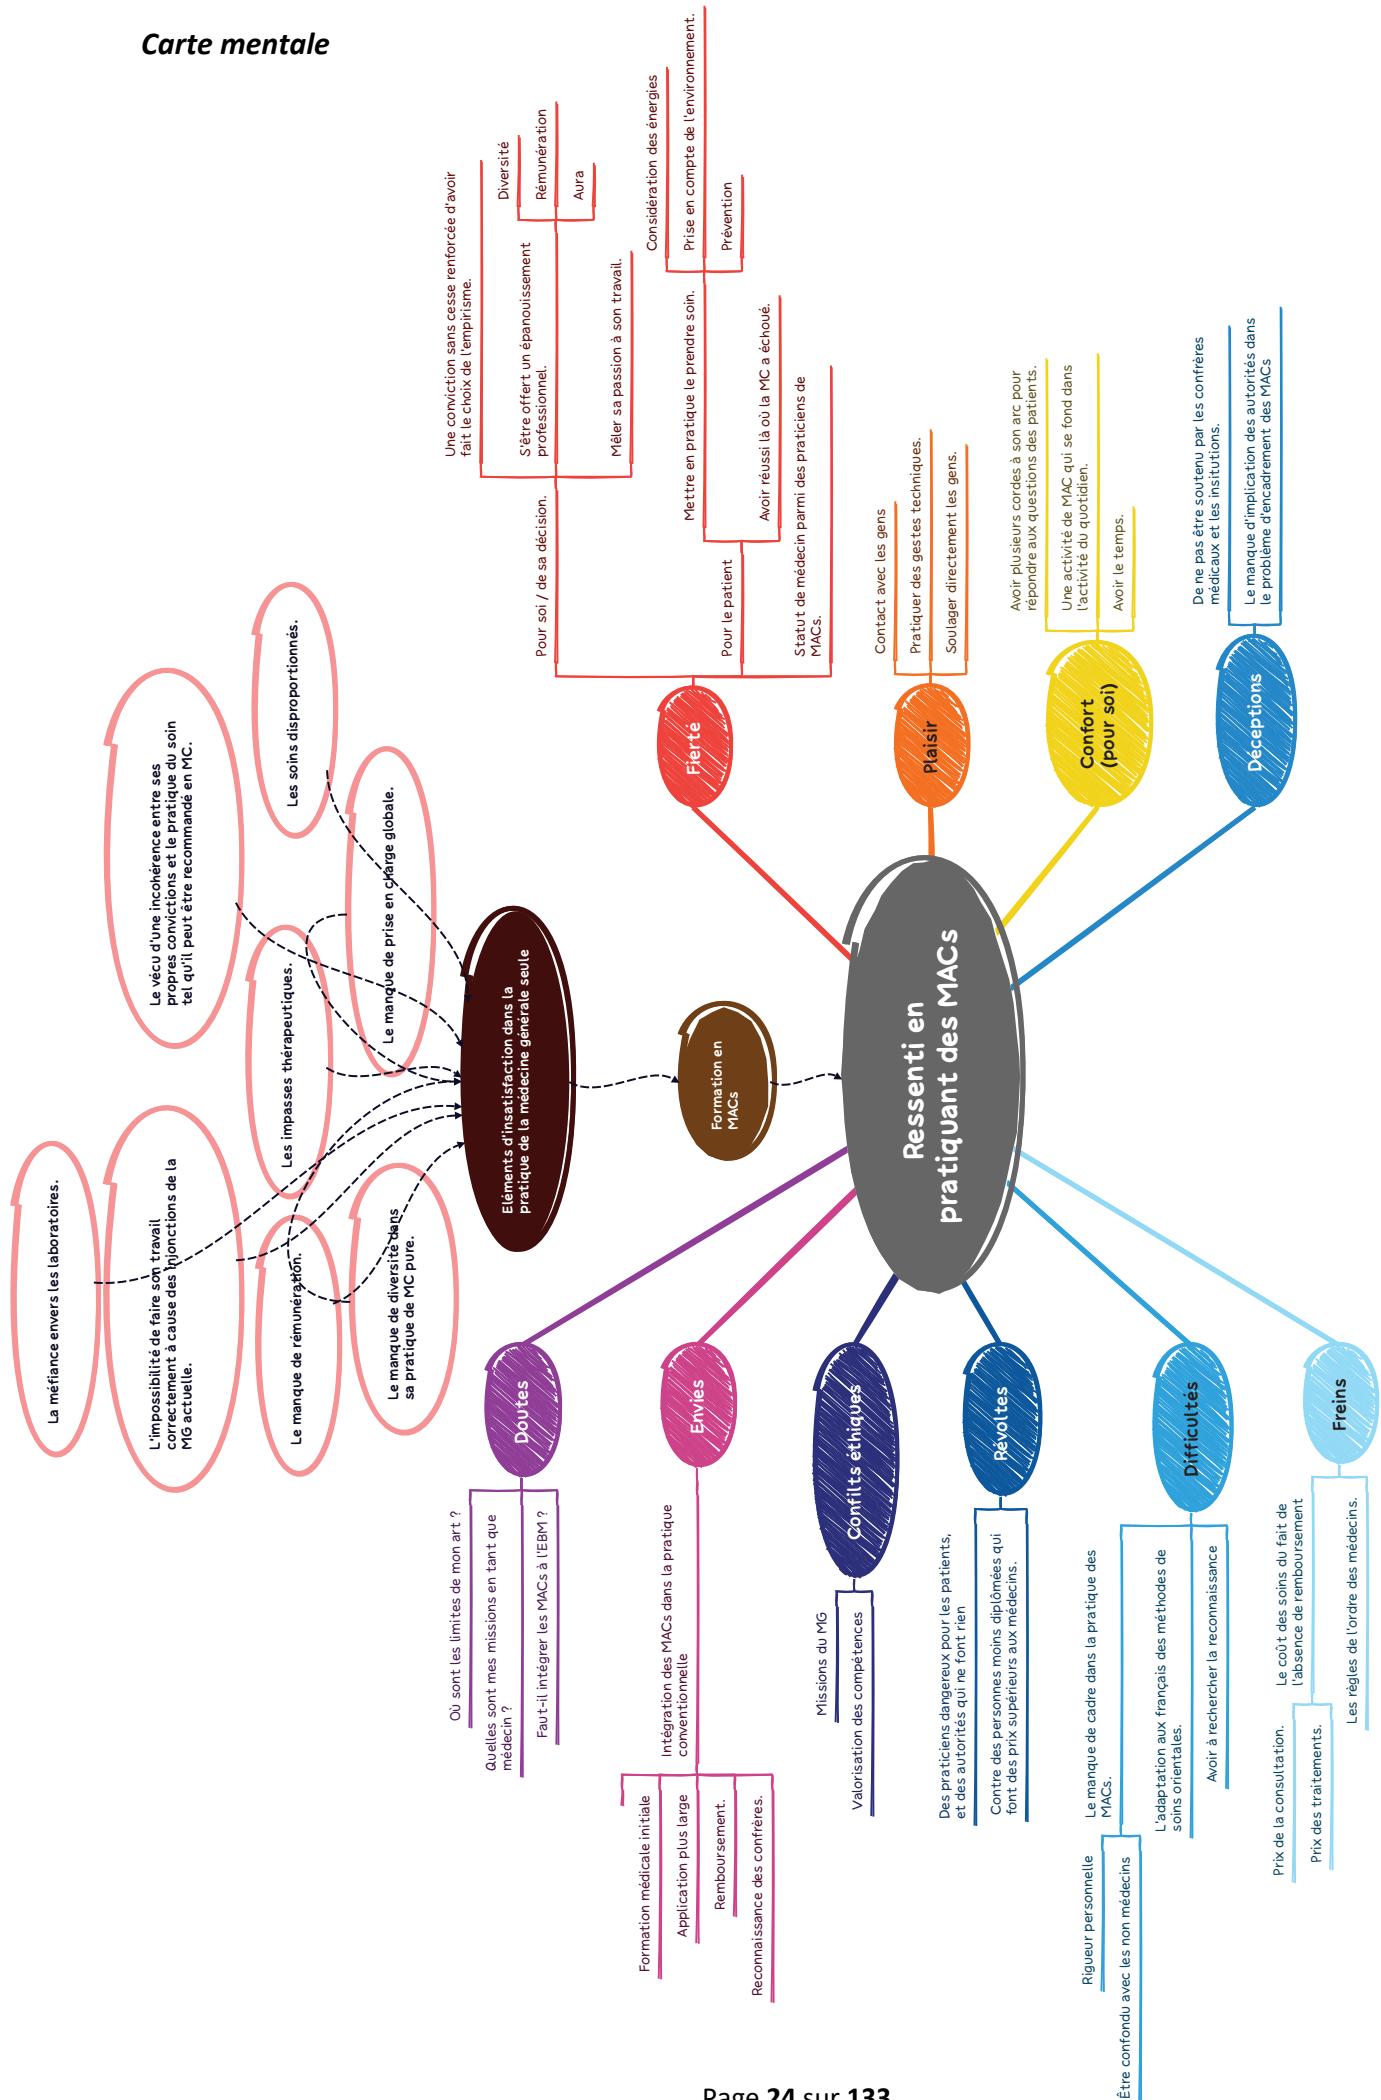 Carte mentale
La méfiance envers les laboratoires.
L'impossibilité de faire son travail
correctement à cause des injonctions de la
MG actuelle.
Le vécu d'une incohérence entre ses
propres convictions et le pratique du soin
tel qu'il peut être recommandé en MC.
Le manque de rémunération.
Les impasses thérapeutiques.
Les soins disproportionnés.
Le manque de diversité dans
sa pratique de MC pure.
Le manque de prise en charge globale.
Eléments d'insatisfaction dans la
pratique de la médecine générale seule
Formation en
MACs
Ressenti en
pratiquant des MACs
Doutes
Où sont les limites de mon art ?
Quelles sont mes missions en tant que
médecin ?
Faut-il intégrer les MACs à l'EBM ?
Envies
Intégration des MACs dans la pratique
conventionnelle
Formation médicale initiale
Application plus large
Remboursement.
Reconnaissance des confrères.
Confilts éthiques
Missions du MG
Valorisation des compétences
Révoltes
Des praticiens dangereux pour les patients,
et des autorités qui ne font rien
Contre des personnes moins diplômées qui
font des prix supérieurs aux médecins.
Difficultés
Le manque de cadre dans la pratique des
MACs.
Rigueur personnelle
Être confondu avec les non médecins
L'adaptation aux français des méthodes de
soins orientales.
Avoir à rechercher la reconnaissance
Freins
Le coût des soins du fait de
l'absence de remboursement
Prix de la consultation.
Prix des traitements.
Les règles de l'ordre des médecins.
Fierté
Pour soi / de sa décision.
Une conviction sans cesse renforcée d'avoir
fait le choix de l'empirisme.
S'être offert un épanouissement
professionnel.
Diversité
Rémunération
Aura
Mêler sa passion à son travail.
Pour le patient
Mettre en pratique le prendre soin.
Considération des énergies
Prise en compte de l'environnement.
Prévention
Avoir réussi là où la MC a échoué.
Statut de médecin parmi des praticiens de
MACs.
Plaisir
Contact avec les gens
Pratiquer des gestes techniques.
Soulager directement les gens.
Confort
(pour soi)
Avoir plusieurs cordes à son arc pour
répondre aux questions des patients.
Une activité de MAC qui se fond dans
l'activité du quotidien.
Avoir le temps.
Déceptions
De ne pas être soutenu par les confrères
médicaux et les insitutions.
Le manque d'implication des autorités dans
le problème d'encadrement des MACs
Page 24 sur 133